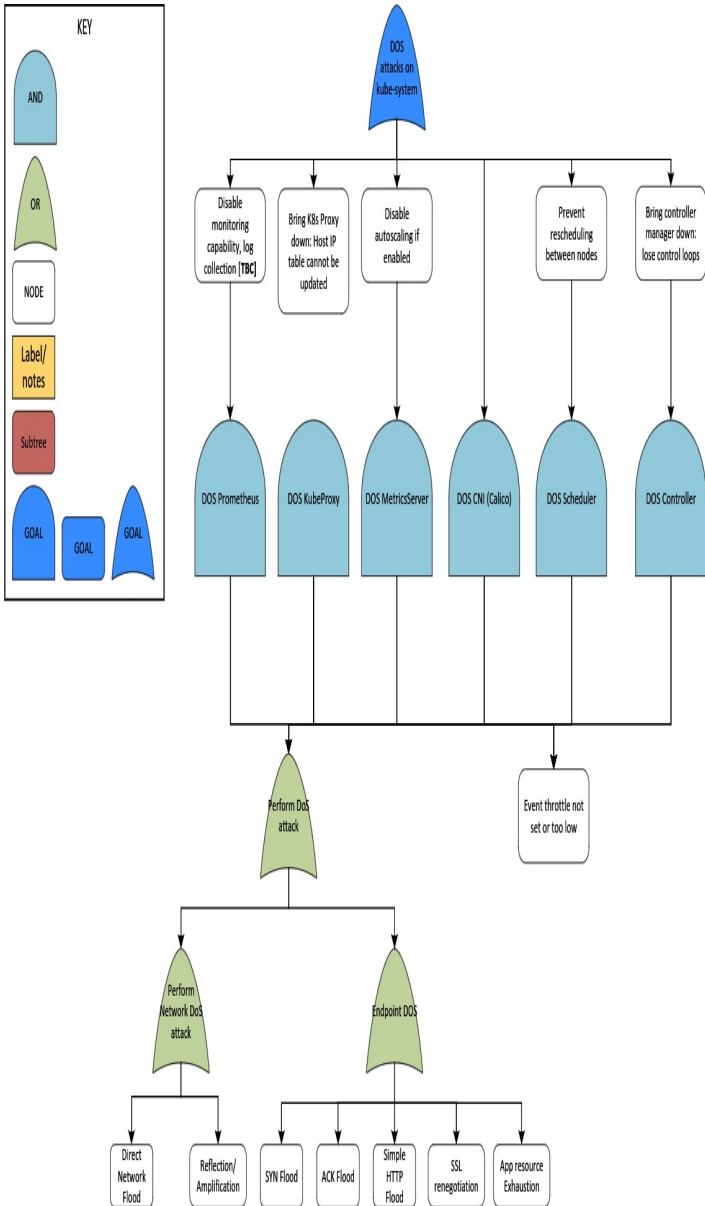 KEY
AND
OR
NODE
Label/
notes
Subtree
GOAL
GOAL
GOAL
DOS
attacks on
kube-system
Disable
monitoring
capability, log
collection [TBC]
Bring K8s Proxy
down: Host IP
table cannot be
updated
Disable
autoscaling if
enabled
Prevent
rescheduling
between nodes
Bring controller
manager down:
lose control loops
DOS Prometheus
DOS KubeProxy
DOS MetricsServer
DOS CNI (Calico)
DOS Scheduler
DOS Controller
Perform DoS
attack
Event throttle not
set or too low
Perform
Network DoS
attack
Endpoint DOS
Direct
Network
Flood
Reflection/
Amplification
SYN Flood
ACK Flood
Simple
HTTP
Flood
SSL
renegotiation
App resource
Exhaustion